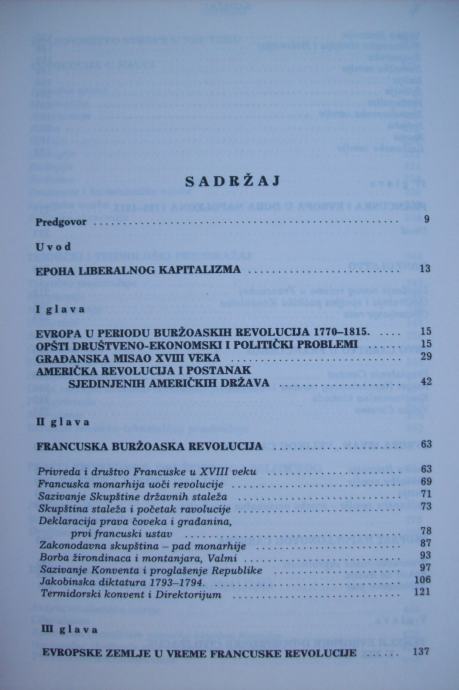 SADRŽAJ
Predgovor ........ 9
Uvod
EPOHA LIBERALNOG KAPITALIZMA ........ 13
I glava
EVROPA U PERIODU BURŽOASKIH REVOLUCIJA 1770–1815. ..... 15
OPŠTI DRUŠTVENO-EKONOMSKI I POLITIČKI PROBLEMI ...... 15
GRAĐANSKA MISAO XVIII VEKA ........ 29
AMERIČKA REVOLUCIJA I POSTANAK
SJEDINJENIH AMERIČKIH DRŽAVA ........ 42
II glava
FRANCUSKA BURŽOASKA REVOLUCIJA ........ 63
Privreda i društvo Francuske u XVIII veku ........ 63
Francuska monarhija uoči revolucije ........ 69
Sazivanje Skupštine državnih staleža ........ 71
Skupština staleža i početak ravolucije ........ 73
Deklaracija prava čoveka i građanina,
prvi francuski ustav ........ 78
Zakonodavna skupština – pad monarhije ........ 87
Borba žirondinaca i montanjara, Valmi ........ 93
Sazivanje Konventa i proglašenje Republike ........ 97
Jakobinska diktatura 1793–1794. ........ 106
Termidorski konvent i Direktorijum ........ 121
III glava
EVROPSKE ZEMLJE U VREME FRANCUSKE REVOLUCIJE ...... 137